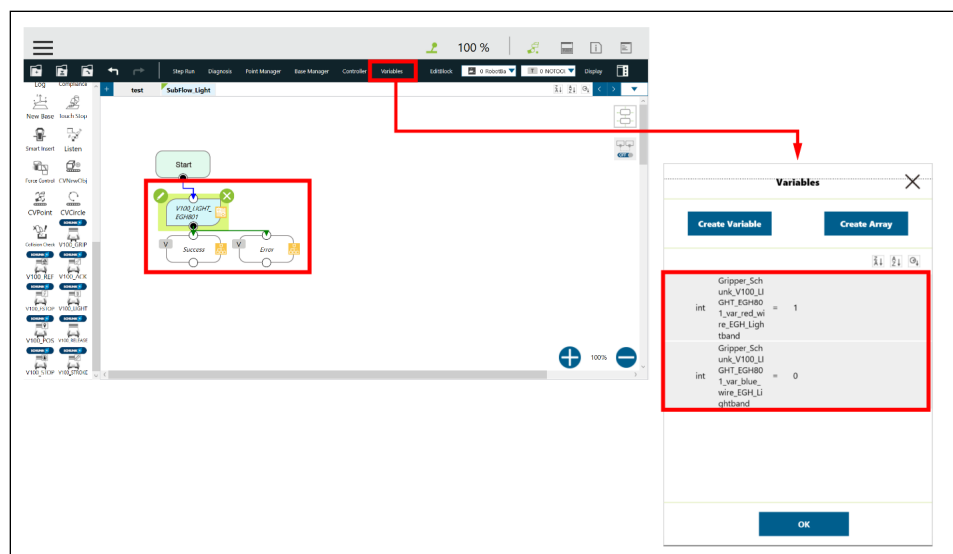 100 %
Step Run Diagnosis Point Manager Base Manager Controller Variables EditBlock 0 RobotBa 0 NOTOOL Display
Log Compliance
+ test SubFlow_Light
New Base Touch Stop
Smart Insert Listen
Force Control CVNewObj
CVPoint CVCircle
Collision Check V100_GRIP
V100_REF V100_ACK
V100_FSTOP V100_LIGHT
V100_POS V100_RELEASE
V100_STOP V100_STROKE
OFF
Start
V100_LIGHT_
EGH801
V Success V Error
100%
Variables
Create Variable Create Array
Gripper_Sch
unk_V100_LI
GHT_EGH80
int 1_var_red_wi = 1
re_EGH_Ligh
tband
Gripper_Sch
unk_V100_LI
GHT_EGH80
int 1_var_blue_ = 0
wire_EGH_Li
ghtband
OK